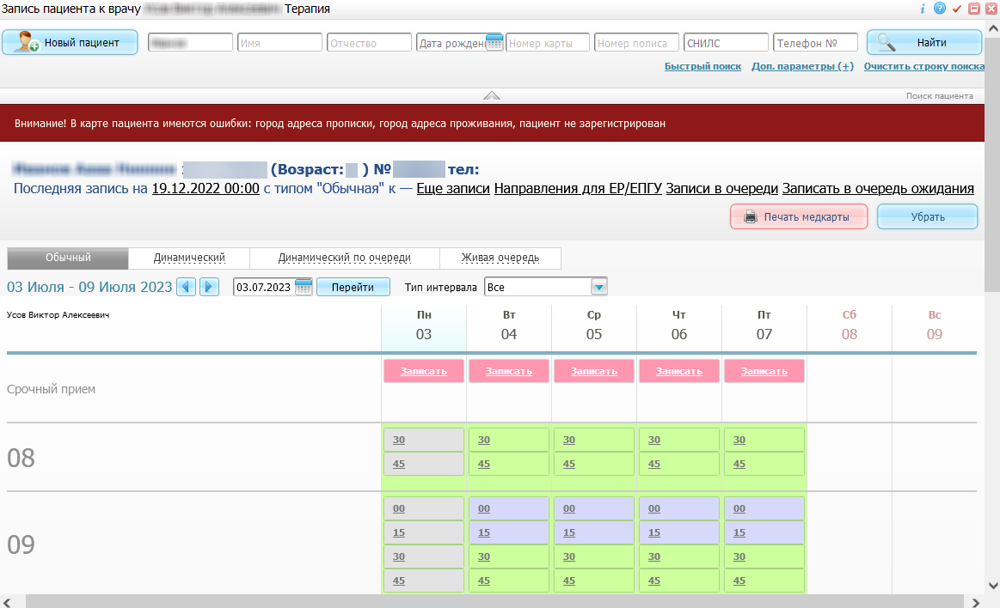 Запись пациента к врачу Терапия
Новый пациент Имя Отчество Дата рожден Номер карты Номер полиса СНИЛС Телефон № Найти
Быстрый поиск Доп. параметры (+) Очистить строку поиска
Поиск пациента
Внимание! В карте пациента имеются ошибки: город адреса прописки, город адреса проживания, пациент не зарегистрирован
(Возраст: ) № тел:
Последняя запись на 19.12.2022 00:00 с типом "Обычная" к — Еще записи Направления для ЕР/ЕПГУ Записи в очереди Записать в очередь ожидания
Печать медкарты Убрать
Обычный Динамический Динамический по очереди Живая очередь
03 Июля - 09 Июля 2023 03.07.2023 Перейти Тип интервала Все
Усов Виктор Алексеевич Пн Вт Ср Чт Пт Сб Вс
03 04 05 06 07 08 09
Записать Записать Записать Записать Записать
Срочный прием
08
30 30 30 30 30
45 45 45 45 45
09
00 00 00 00 00
15 15 15 15 15
30 30 30 30 30
45 45 45 45 45